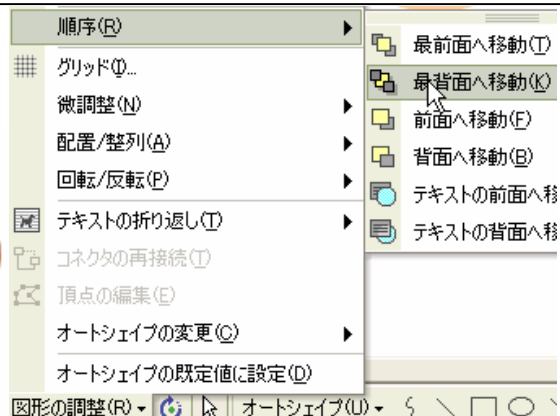 順序(R)
グリッド(I)...
微調整(N)
配置/整列(A)
回転/反転(P)
テキストの折り返し(T)
コネクタの再接続(T)
頂点の編集(E)
オートシェイプの変更(C)
オートシェイプの既定値に設定(D)
最前面へ移動(T)
最背面へ移動(K)
前面へ移動(F)
背面へ移動(B)
テキストの前面へ移
テキストの背面へ移
図形の調整(R) オートシェイプ(U)